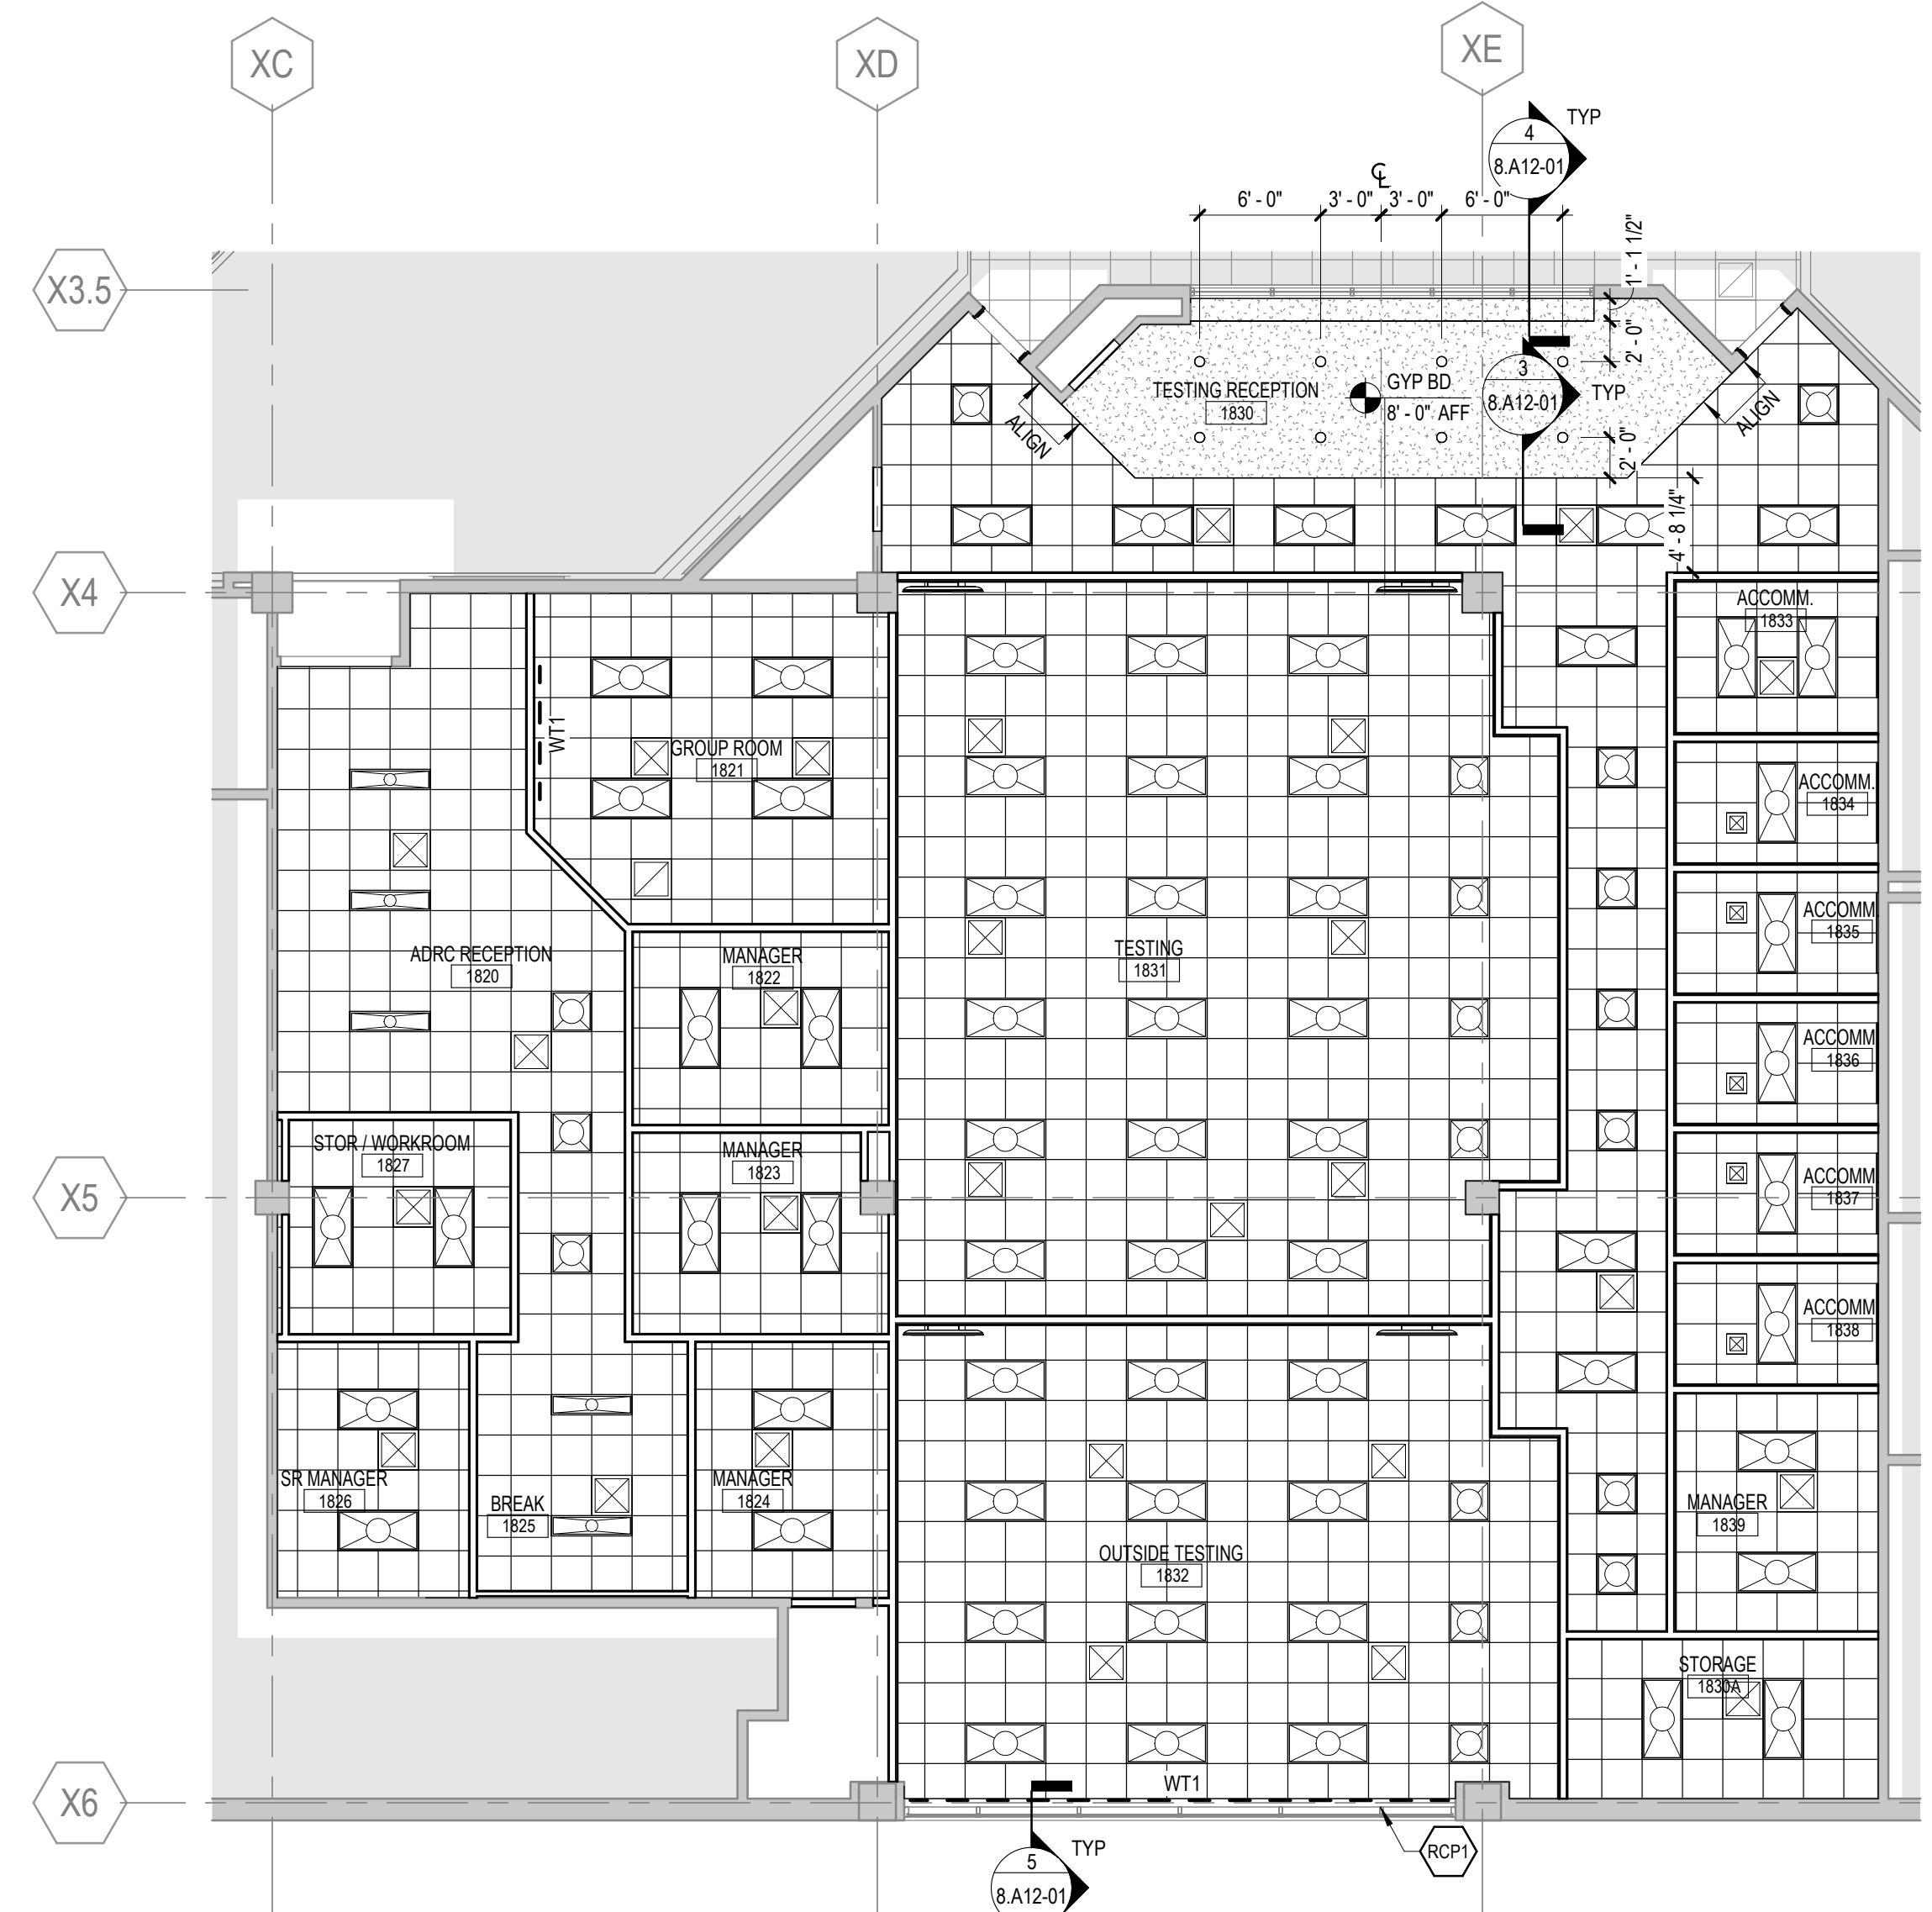 XC
XD
XE
4
8.A12-01
TYP
℄
6' - 0"
3' - 0"
3' - 0"
6' - 0"
1' - 1 1/2"
2' - 0"
X3.5
3
8.A12-01
TYP
TESTING RECEPTION
1830
GYP BD
8' - 0" AFF
ALIGN
ALIGN
2' - 0"
4' - 8 1/4"
X4
ACCOMM.
1833
WT1
GROUP ROOM
1821
ACCOMM.
1834
ADRC RECEPTION
1820
MANAGER
1822
TESTING
1831
ACCOMM.
1835
ACCOMM
1836
STOR / WORKROOM
1827
MANAGER
1823
ACCOMM
1837
X5
ACCOMM
1838
SR MANAGER
1826
BREAK
1825
MANAGER
1824
MANAGER
1839
OUTSIDE TESTING
1832
STORAGE
1830A
X6
WT1
RCP1
5
8.A12-01
TYP